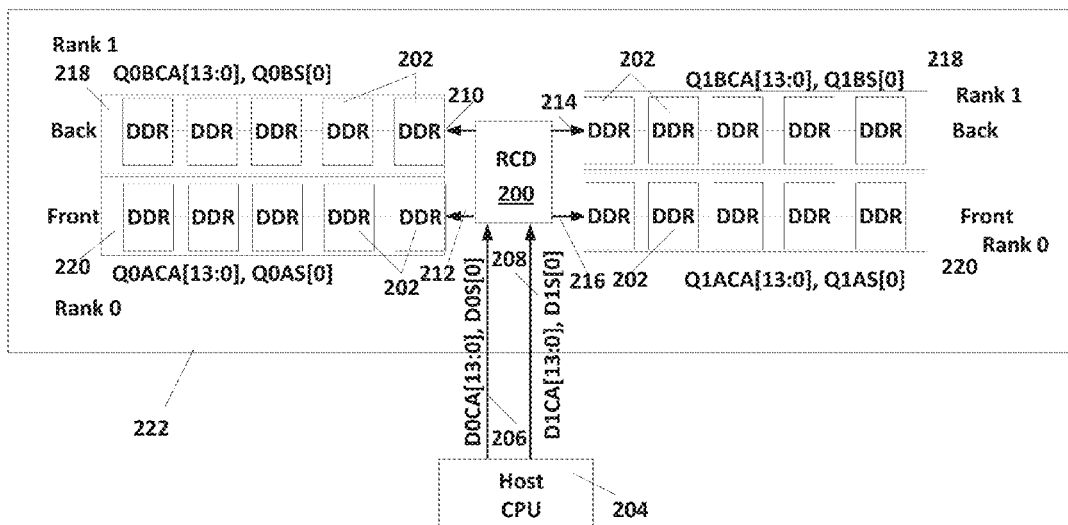 Rank 1
218 Q0BCA[13:0], Q0BS[0] 202 202 Q1BCA[13:0], Q1BS[0] 218
210 214 Rank 1
Back DDR DDR DDR DDR DDR DDR DDR DDR DDR DDR Back
RCD
200
Front DDR DDR DDR DDR DDR DDR DDR DDR DDR DDR Front
Rank 0
220 Q0ACA[13:0], Q0AS[0] 202 212 208 216 202 Q1ACA[13:0], Q1AS[0] 220
Rank 0
D0CA[13:0], D0S[0]
D1CA[13:0], D1S[0]
222
206
Host
CPU
204